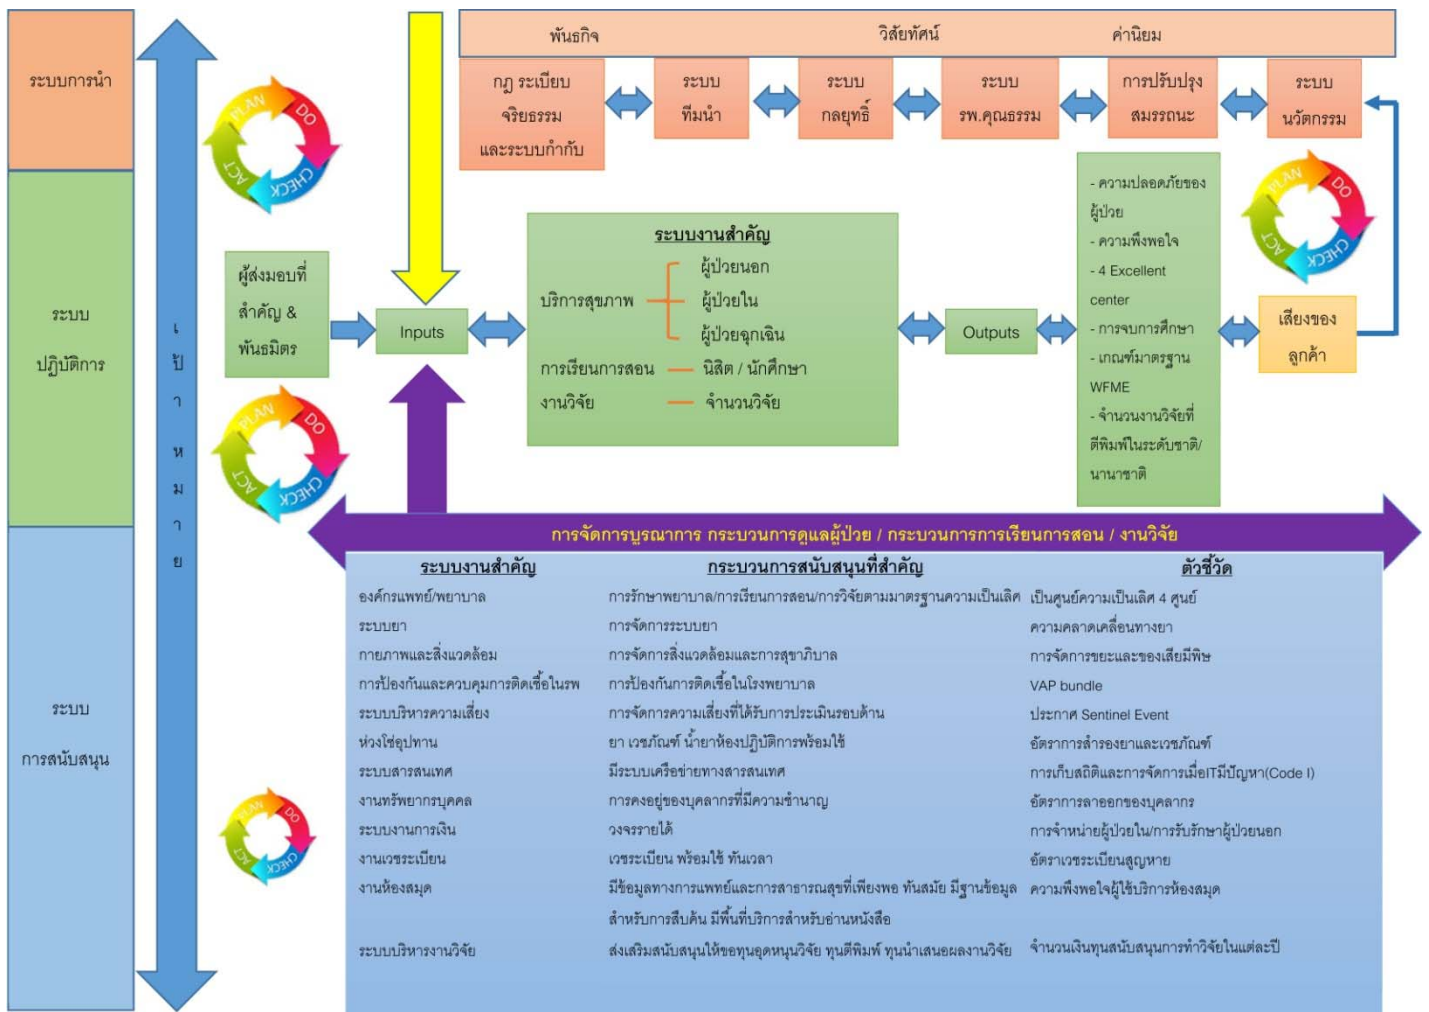 ระบบการนำ
พันธกิจ วิสัยทัศน์ ค่านิยม
กฎ ระเบียบ
จริยธรรม
และระบบกำกับ
ระบบ
ทีมนำ
ระบบ
กลยุทธ์
ระบบ
รพ.คุณธรรม
การปรับปรุง
สมรรถนะ
ระบบ
นวัตกรรม
PLAN
DO
CHECK
ACT
PLAN
DO
CHECK
ACT
ระบบ
ปฏิบัติการ
เป้าหมาย
ผู้ส่งมอบที่
สำคัญ &
พันธมิตร
Inputs
ระบบงานสำคัญ
บริการสุขภาพ
ผู้ป่วยนอก
ผู้ป่วยใน
ผู้ป่วยฉุกเฉิน
การเรียนการสอน นิสิต / นักศึกษา
งานวิจัย จำนวนวิจัย
Outputs
- ความปลอดภัยของ
ผู้ป่วย
- ความพึงพอใจ
- 4 Excellent
center
- การจบการศึกษา
- เกณฑ์มาตรฐาน
WFME
- จำนวนงานวิจัยที่
ตีพิมพ์ในระดับชาติ/
นานาชาติ
เสียงของ
ลูกค้า
PLAN
DO
CHECK
ACT
การจัดการบูรณาการ กระบวนการดูแลผู้ป่วย / กระบวนการการเรียนการสอน / งานวิจัย
ระบบ
การสนับสนุน
PLAN
DO
CHECK
ACT
ระบบงานสำคัญ กระบวนการสนับสนุนที่สำคัญ ตัวชี้วัด
องค์กรแพทย์/พยาบาล การรักษาพยาบาล/การเรียนการสอน/การวิจัยตามมาตรฐานความเป็นเลิศ เป็นศูนย์ความเป็นเลิศ 4 ศูนย์
ระบบยา การจัดการระบบยา ความคลาดเคลื่อนทางยา
กายภาพและสิ่งแวดล้อม การจัดการสิ่งแวดล้อมและการสุขาภิบาล การจัดการขยะและของเสียมีพิษ
การป้องกันและควบคุมการติดเชื้อในรพ การป้องกันการติดเชื้อในโรงพยาบาล VAP bundle
ระบบบริหารความเสี่ยง การจัดการความเสี่ยงที่ได้รับการประเมินรอบด้าน ประกาศ Sentinel Event
ห่วงโซ่อุปทาน ยา เวชภัณฑ์ น้ำยาห้องปฏิบัติการพร้อมใช้ อัตราการสำรองยาและเวชภัณฑ์
ระบบสารสนเทศ มีระบบเครือข่ายทางสารสนเทศ การเก็บสถิติและการจัดการเมื่อITมีปัญหา(Code I)
งานทรัพยากรบุคคล การคงอยู่ของบุคลากรที่มีความชำนาญ อัตราการลาออกของบุคลากร
ระบบงานการเงิน วงจรรายได้ การจำหน่ายผู้ป่วยใน/การรับรักษาผู้ป่วยนอก
งานเวชระเบียน เวชระเบียน พร้อมใช้ ทันเวลา อัตราเวชระเบียนสูญหาย
งานห้องสมุด มีข้อมูลทางการแพทย์และการสาธารณสุขที่เพียงพอ ทันสมัย มีฐานข้อมูล ความพึงพอใจผู้ใช้บริการห้องสมุด
สำหรับการสืบค้น มีพื้นที่บริการสำหรับอ่านหนังสือ
ระบบบริหารงานวิจัย ส่งเสริมสนับสนุนให้ขอทุนอุดหนุนวิจัย ทุนตีพิมพ์ ทุนนำเสนอผลงานวิจัย จำนวนเงินทุนสนับสนุนการทำวิจัยในแต่ละปี